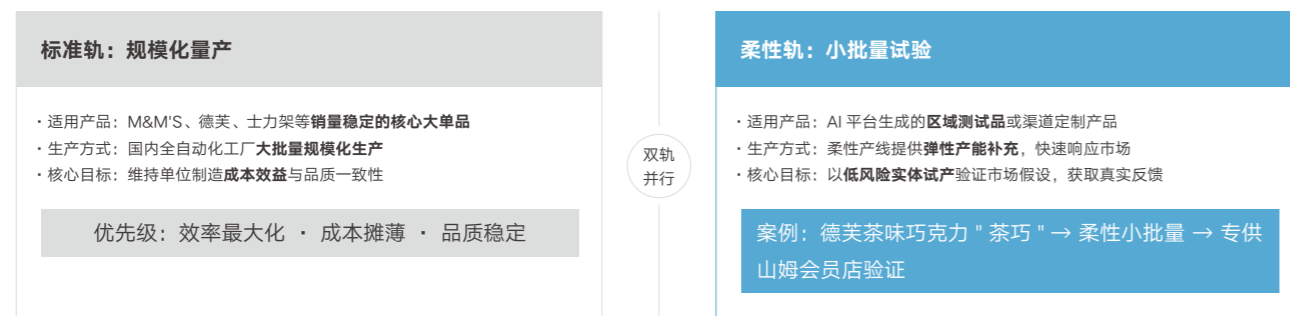 标准轨：规模化量产
· 适用产品：M&M'S、德芙、士力架等销量稳定的核心大单品
· 生产方式：国内全自动化工厂大批量规模化生产
· 核心目标：维持单位制造成本效益与品质一致性
优先级：效率最大化 · 成本摊薄 · 品质稳定
双轨
并行
柔性轨：小批量试验
· 适用产品：AI 平台生成的区域测试品或渠道定制产品
· 生产方式：柔性产线提供弹性产能补充，快速响应市场
· 核心目标：以低风险实体试产验证市场假设，获取真实反馈
案例：德芙茶味巧克力 " 茶巧 " → 柔性小批量 → 专供
山姆会员店验证